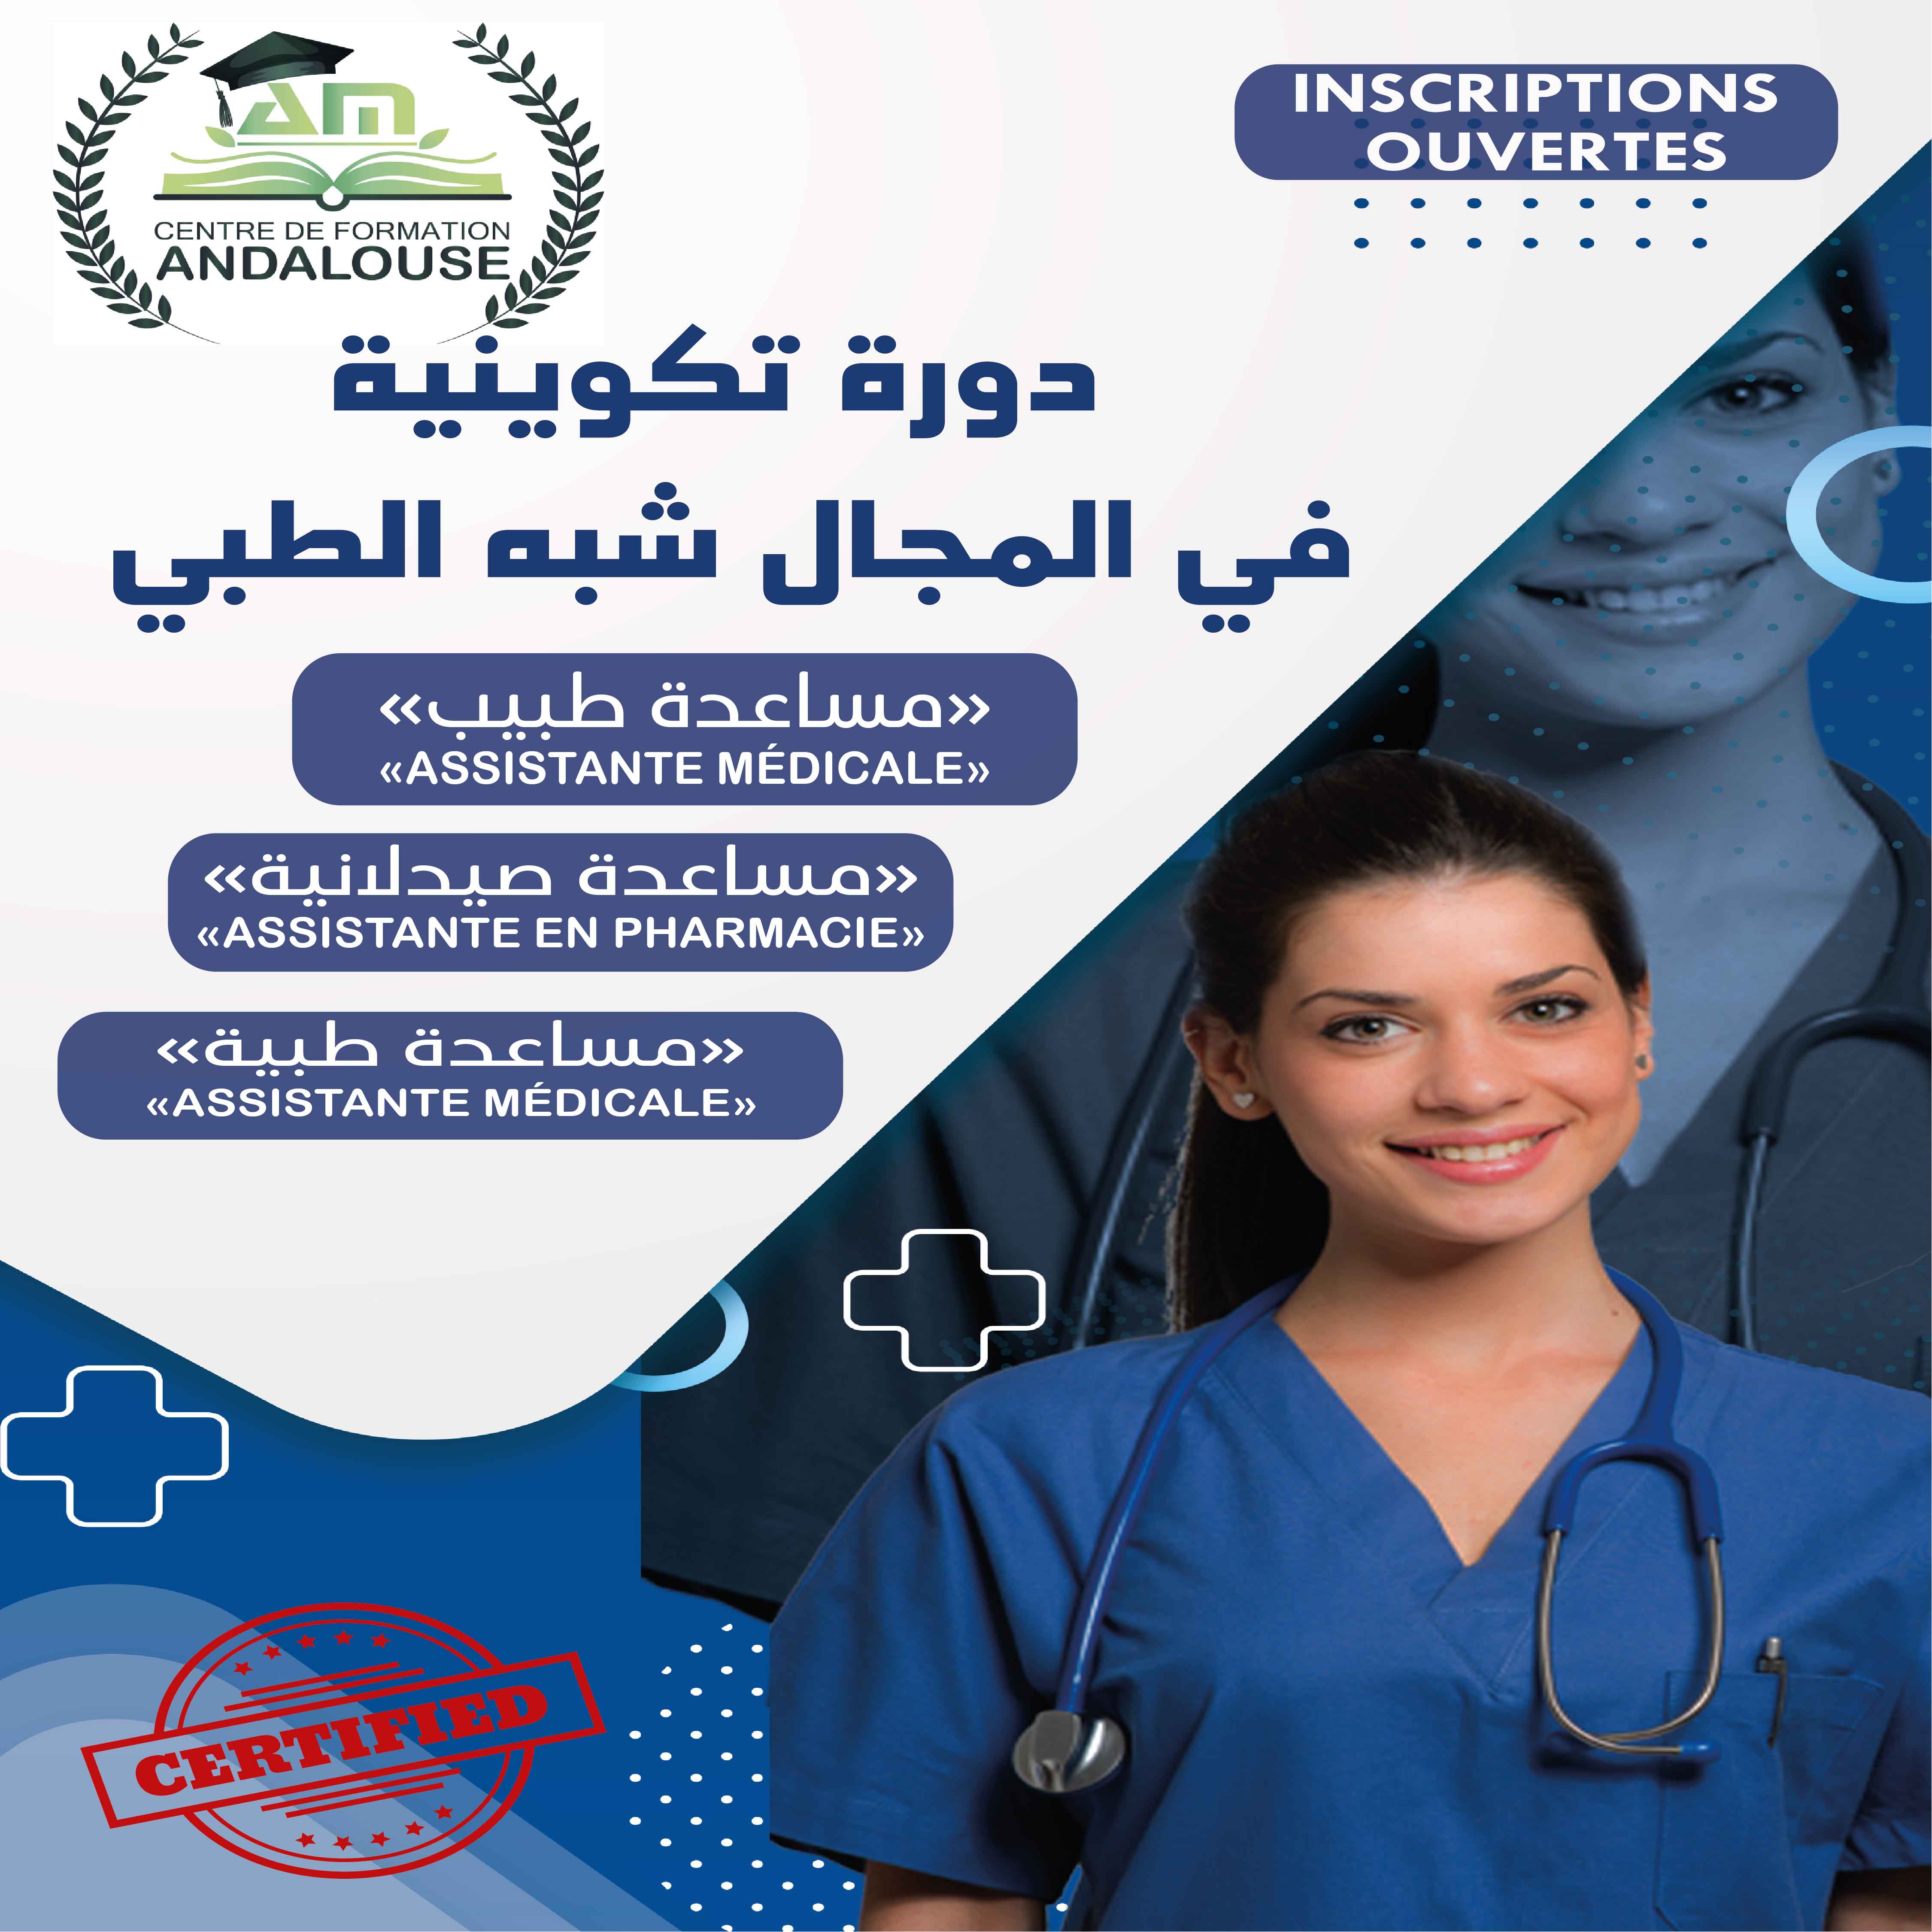 AM
CENTRE DE FORMATION
ANDALOUSE
INSCRIPTIONS
OUVERTES
دورة تكوينية
في المجال شبه الطبي
«مساعدة طبيب»
«ASSISTANTE MÉDICALE»
«مساعدة صيدلانية»
«ASSISTANTE EN PHARMACIE»
«مساعدة طبية»
«ASSISTANTE MÉDICALE»
CERTIFIED